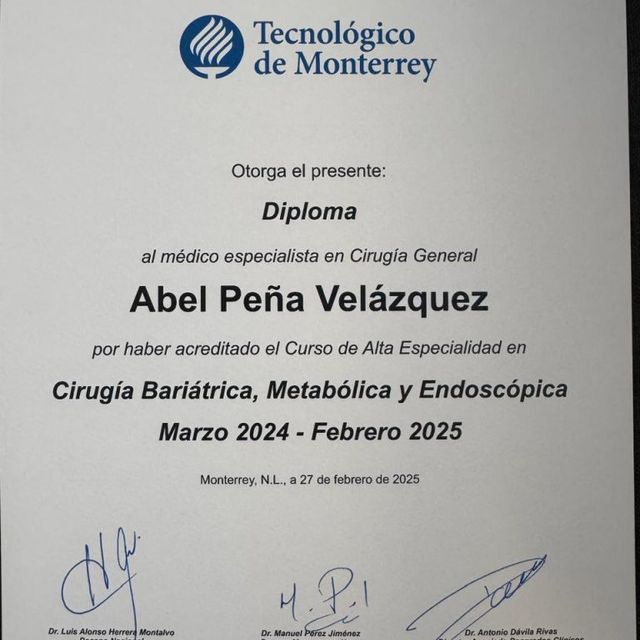 Tecnológico
de Monterrey
Otorga el presente:
Diploma
al médico especialista en Cirugía General
Abel Peña Velázquez
por haber acreditado el Curso de Alta Especialidad en
Cirugía Bariátrica, Metabólica y Endoscópica
Marzo 2024 - Febrero 2025
Monterrey, N.L., a 27 de febrero de 2025
Dr. Luis Alonso Herrera Montalvo
Dr. Manuel Pérez Jiménez
Dr. Antonio Dávila Rivas